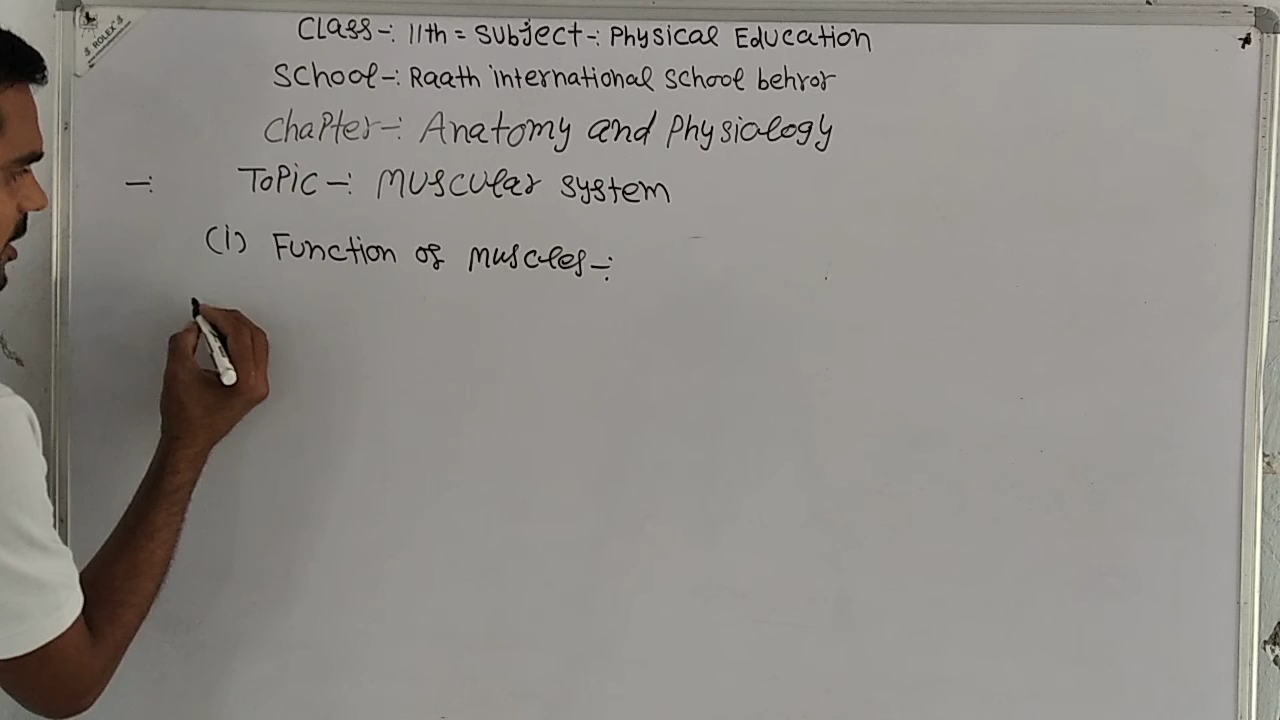 ROLEX
Class-: 11th = Subject-: Physical Education
School-: Raath international School behror
Chapter-: Anatomy and Physiology
-: Topic-: Muscular System
(i) Function of Muscles-: